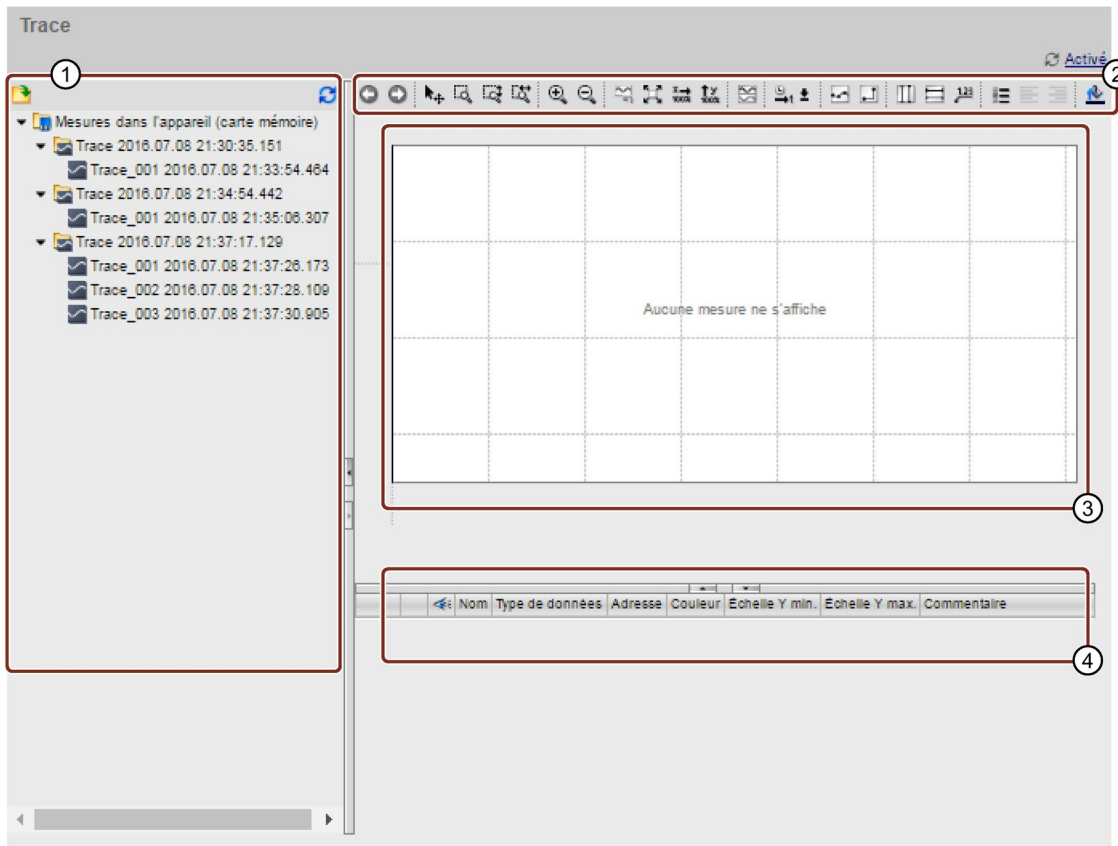 Trace
Activé
1
2
Mesures dans l'appareil (carte mémoire)
Trace 2016.07.08 21:30:35.151
Trace_001 2016.07.08 21:33:54.464
Trace 2016.07.08 21:34:54.442
Trace_001 2016.07.08 21:35:06.307
Trace 2016.07.08 21:37:17.129
Trace_001 2016.07.08 21:37:26.173
Trace_002 2016.07.08 21:37:28.109
Trace_003 2016.07.08 21:37:30.905
Aucune mesure ne s'affiche
3
Nom Type de données Adresse Couleur Échelle Y min. Échelle Y max. Commentaire
4